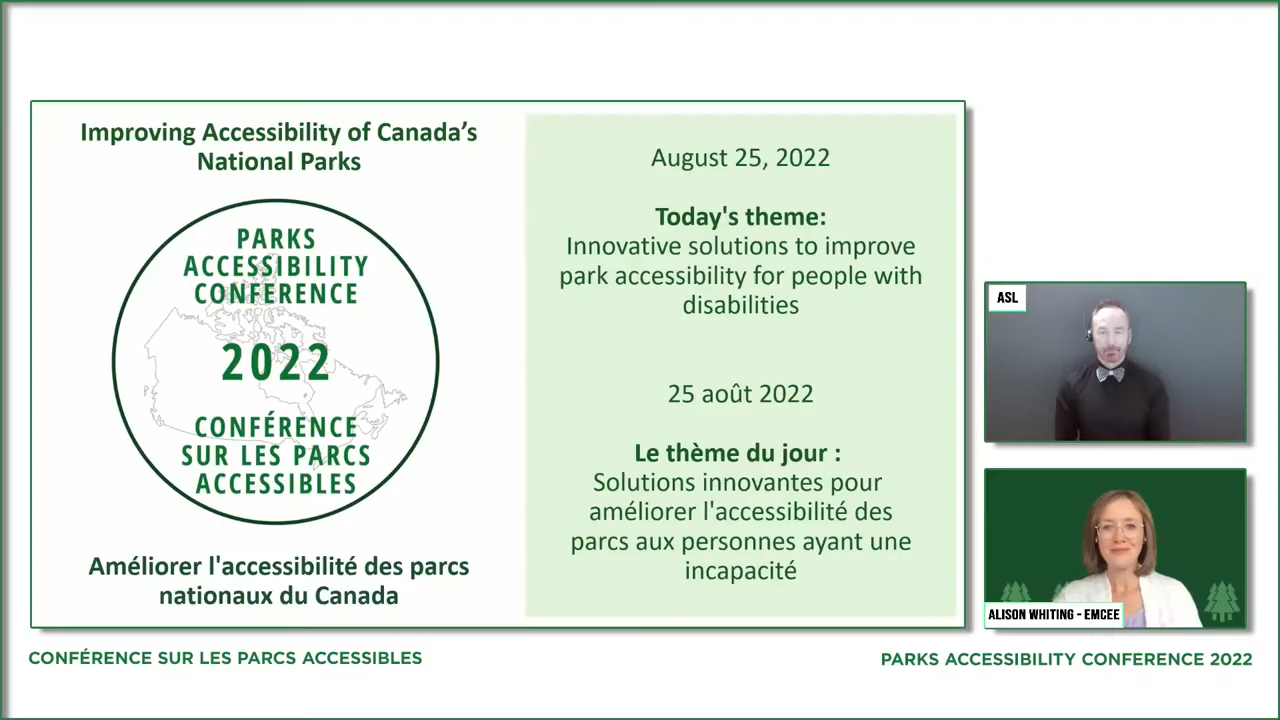 Improving Accessibility of Canada's
National Parks
PARKS
ACCESSIBILITY
CONFERENCE
2022
CONFÉRENCE
SUR LES PARCS
ACCESSIBLES
Améliorer l'accessibilité des parcs
nationaux du Canada
August 25, 2022
Today's theme:
Innovative solutions to improve
park accessibility for people with
disabilities
25 août 2022
Le thème du jour :
Solutions innovantes pour
améliorer l'accessibilité des
parcs aux personnes ayant une
incapacité
ASL
ALISON WHITING - EMCEE
CONFÉRENCE SUR LES PARCS ACCESSIBLES
PARKS ACCESSIBILITY CONFERENCE 2022